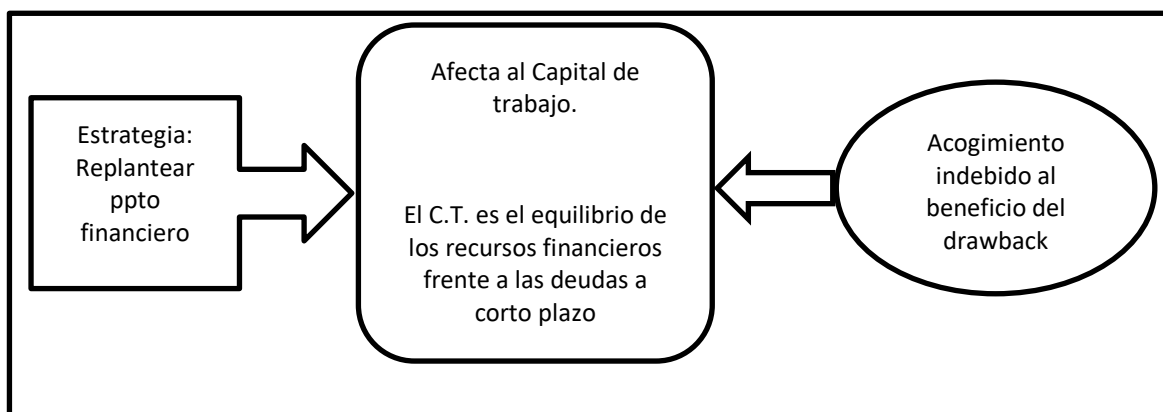 Estrategia:
Replantear
ppto
financiero
Afecta al Capital de
trabajo.
El C.T. es el equilibrio de
los recursos financieros
frente a las deudas a
corto plazo
Acogimiento
indebido al
beneficio del
drawback